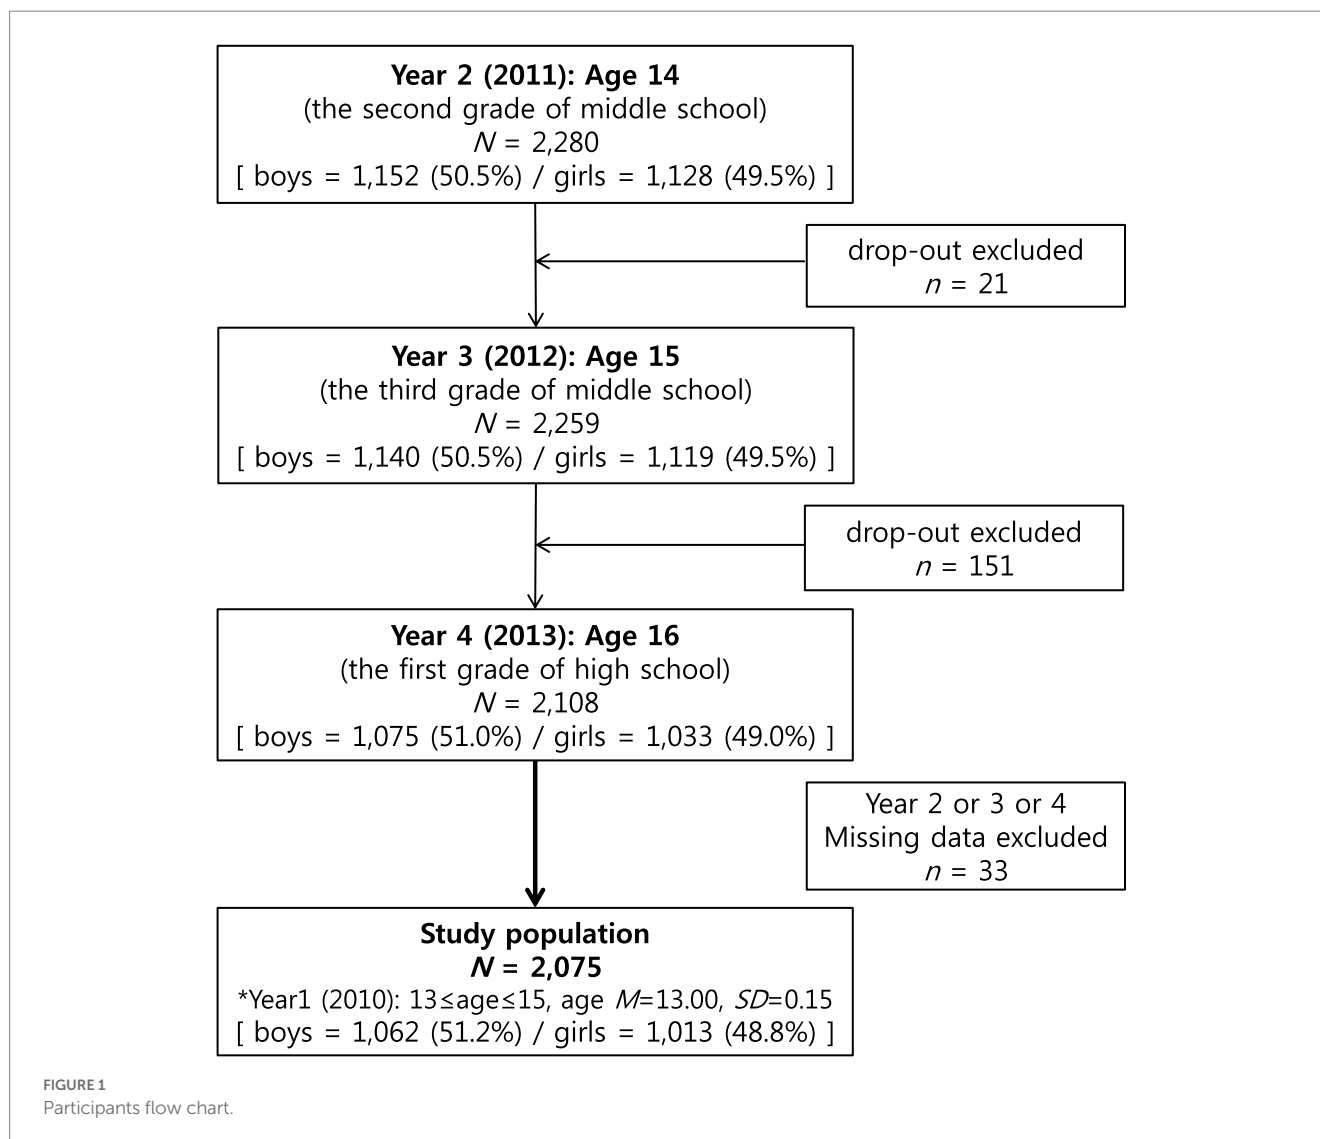 Year 2 (2011): Age 14
(the second grade of middle school)
N = 2,280
[ boys = 1,152 (50.5%) / girls = 1,128 (49.5%) ]
drop-out excluded
n = 21
Year 3 (2012): Age 15
(the third grade of middle school)
N = 2,259
[ boys = 1,140 (50.5%) / girls = 1,119 (49.5%) ]
drop-out excluded
n = 151
Year 4 (2013): Age 16
(the first grade of high school)
N = 2,108
[ boys = 1,075 (51.0%) / girls = 1,033 (49.0%) ]
Year 2 or 3 or 4
Missing data excluded
n = 33
Study population
N = 2,075
*Year1 (2010): 13≤age≤15, age M=13.00, SD=0.15
[ boys = 1,062 (51.2%) / girls = 1,013 (48.8%) ]
FIGURE 1
Participants flow chart.